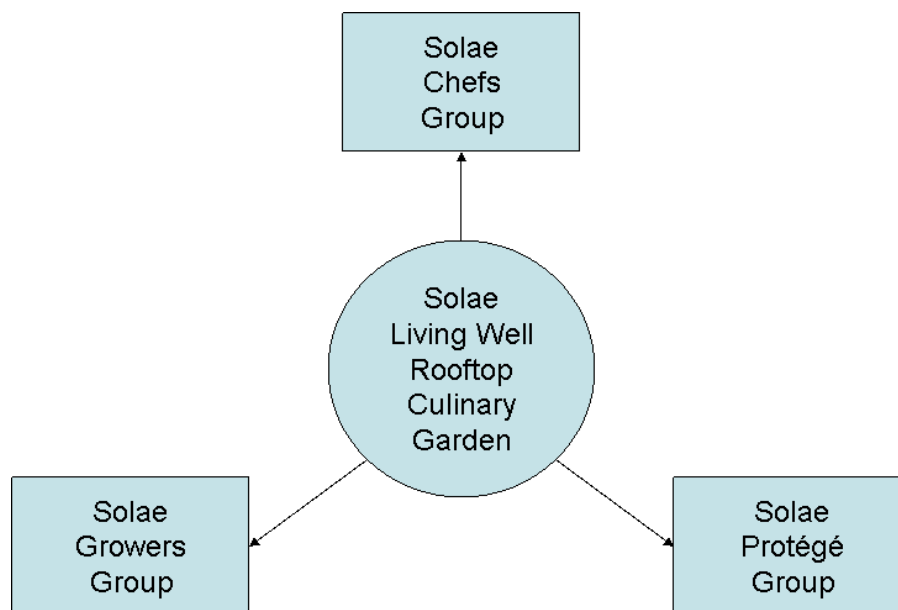 Solae
Chefs
Group
Solae
Living Well
Rooftop
Culinary
Garden
Solae
Growers
Group
Solae
Protégé
Group